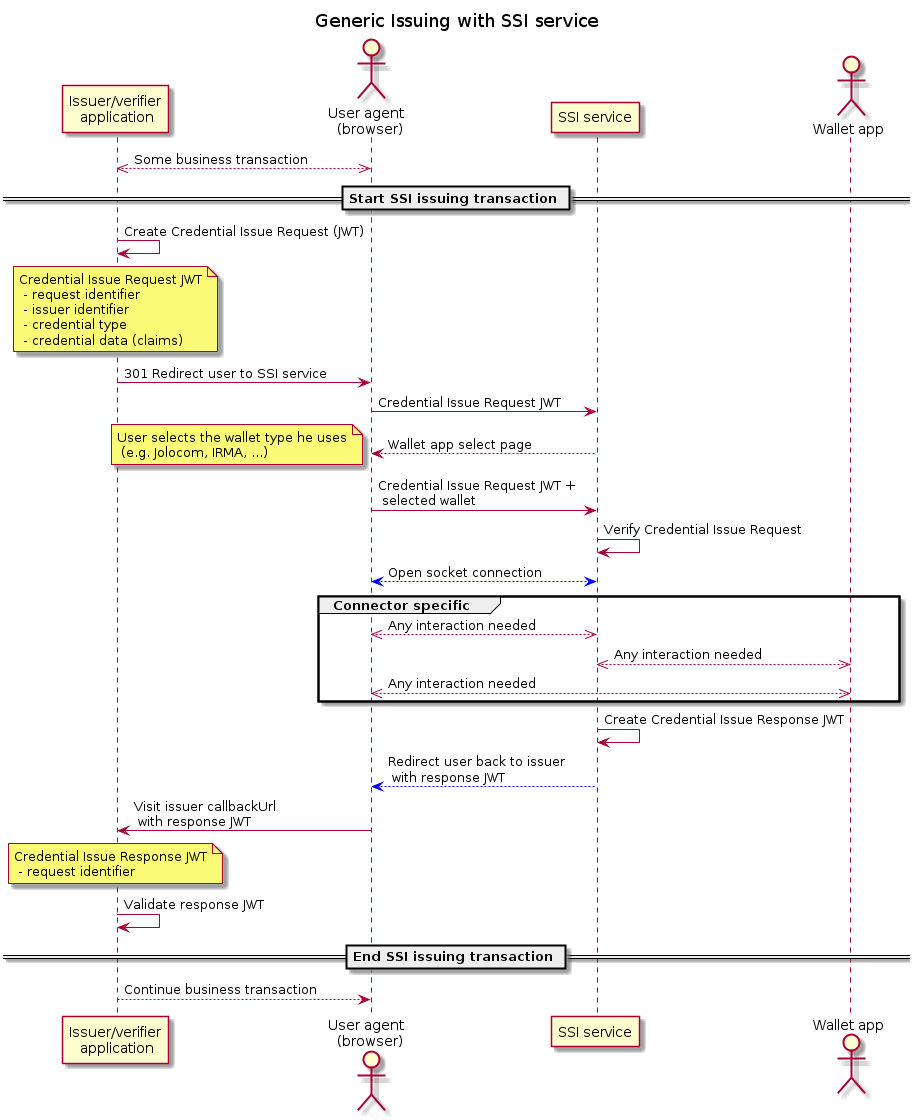 Generic Issuing with SSI service
Issuer/verifier
application
User agent
(browser)
SSI service
Wallet app
Some business transaction
Start SSI issuing transaction
Create Credential Issue Request (JWT)
Credential Issue Request JWT
- request identifier
- issuer identifier
- credential type
- credential data (claims)
301 Redirect user to SSI service
Credential Issue Request JWT
User selects the wallet type he uses
(e.g. Jolocom, IRMA, ...)
Wallet app select page
Credential Issue Request JWT +
selected wallet
Verify Credential Issue Request
Open socket connection
Connector specific
Any interaction needed
Any interaction needed
Any interaction needed
Create Credential Issue Response JWT
Redirect user back to issuer
with response JWT
Visit issuer callbackUrl
with response JWT
Credential Issue Response JWT
- request identifier
Validate response JWT
End SSI issuing transaction
Continue business transaction
Issuer/verifier
application
User agent
(browser)
SSI service
Wallet app